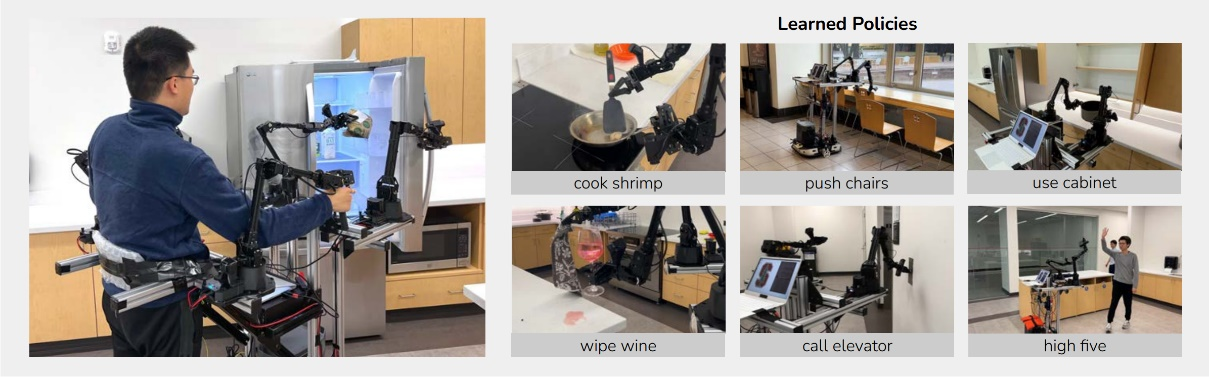 Learned Policies
cook shrimp
push chairs
use cabinet
wipe wine
call elevator
high five